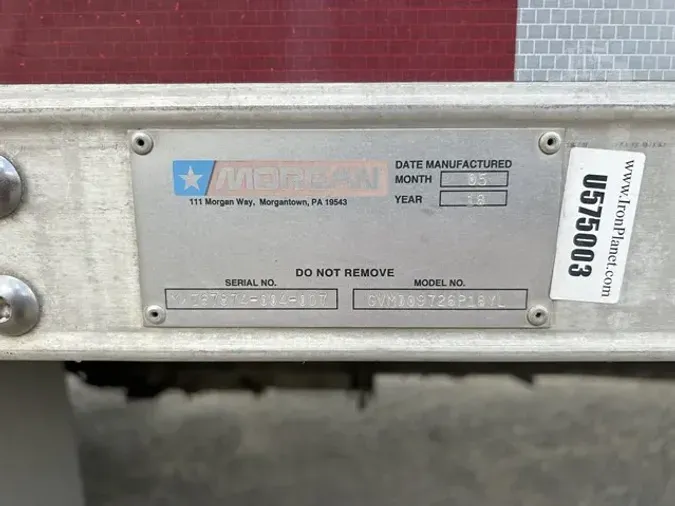 MORGAN
111 Morgan Way, Morgantown, PA 19543
DATE MANUFACTURED
MONTH 05
YEAR 18
DO NOT REMOVE
SERIAL NO.
MODEL NO.
GVM009726P18YL
www.IronPlanet.com
U575003